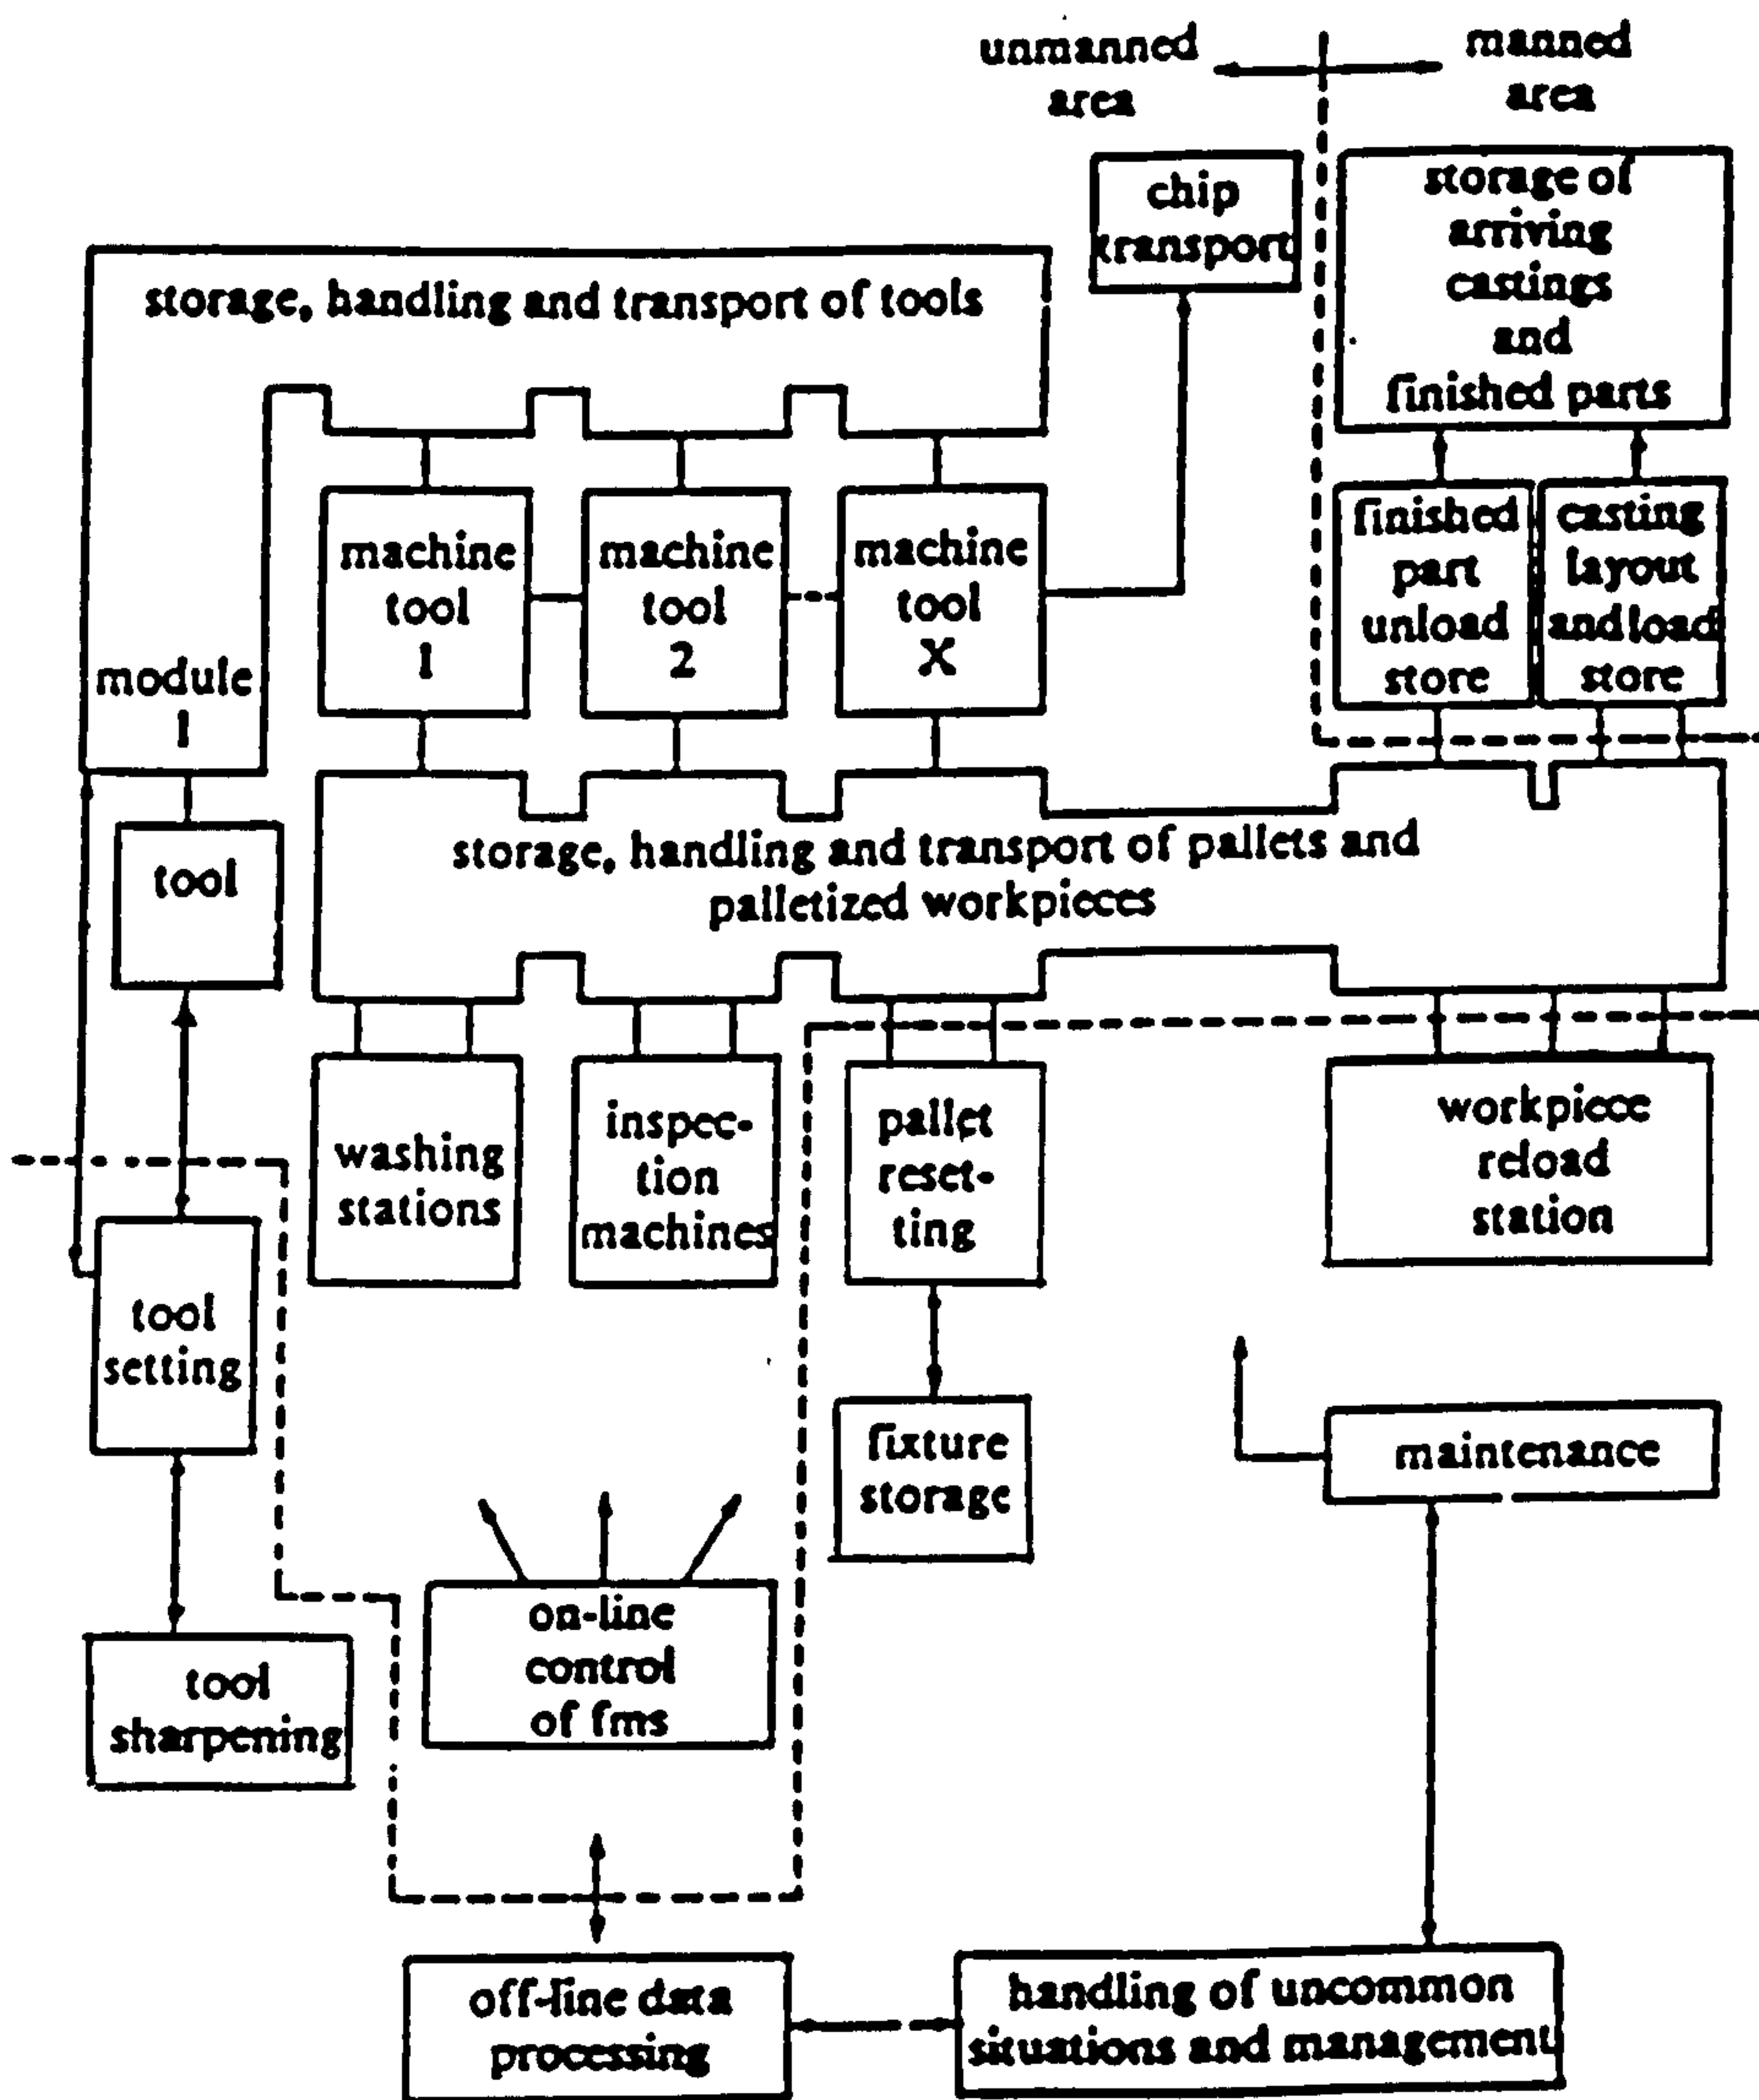 unmanned
area
manned
area
chip
transport
storage of
arriving
castings
and
finished parts
storage, handling and transport of tools
machine
tool
1
machine
tool
2
machine
tool
X
finished
part
unload
store
casting
layout
and load
store
module
1
tool
storage, handling and transport of pallets and
palletized workpieces
washing
stations
inspec-
tion
machines
pallet
reset-
ting
workpiece
reload
station
tool
setting
fixture
storage
maintenance
on-line
control
of fms
tool
sharpening
off-line data
processing
handling of uncommon
situations and management